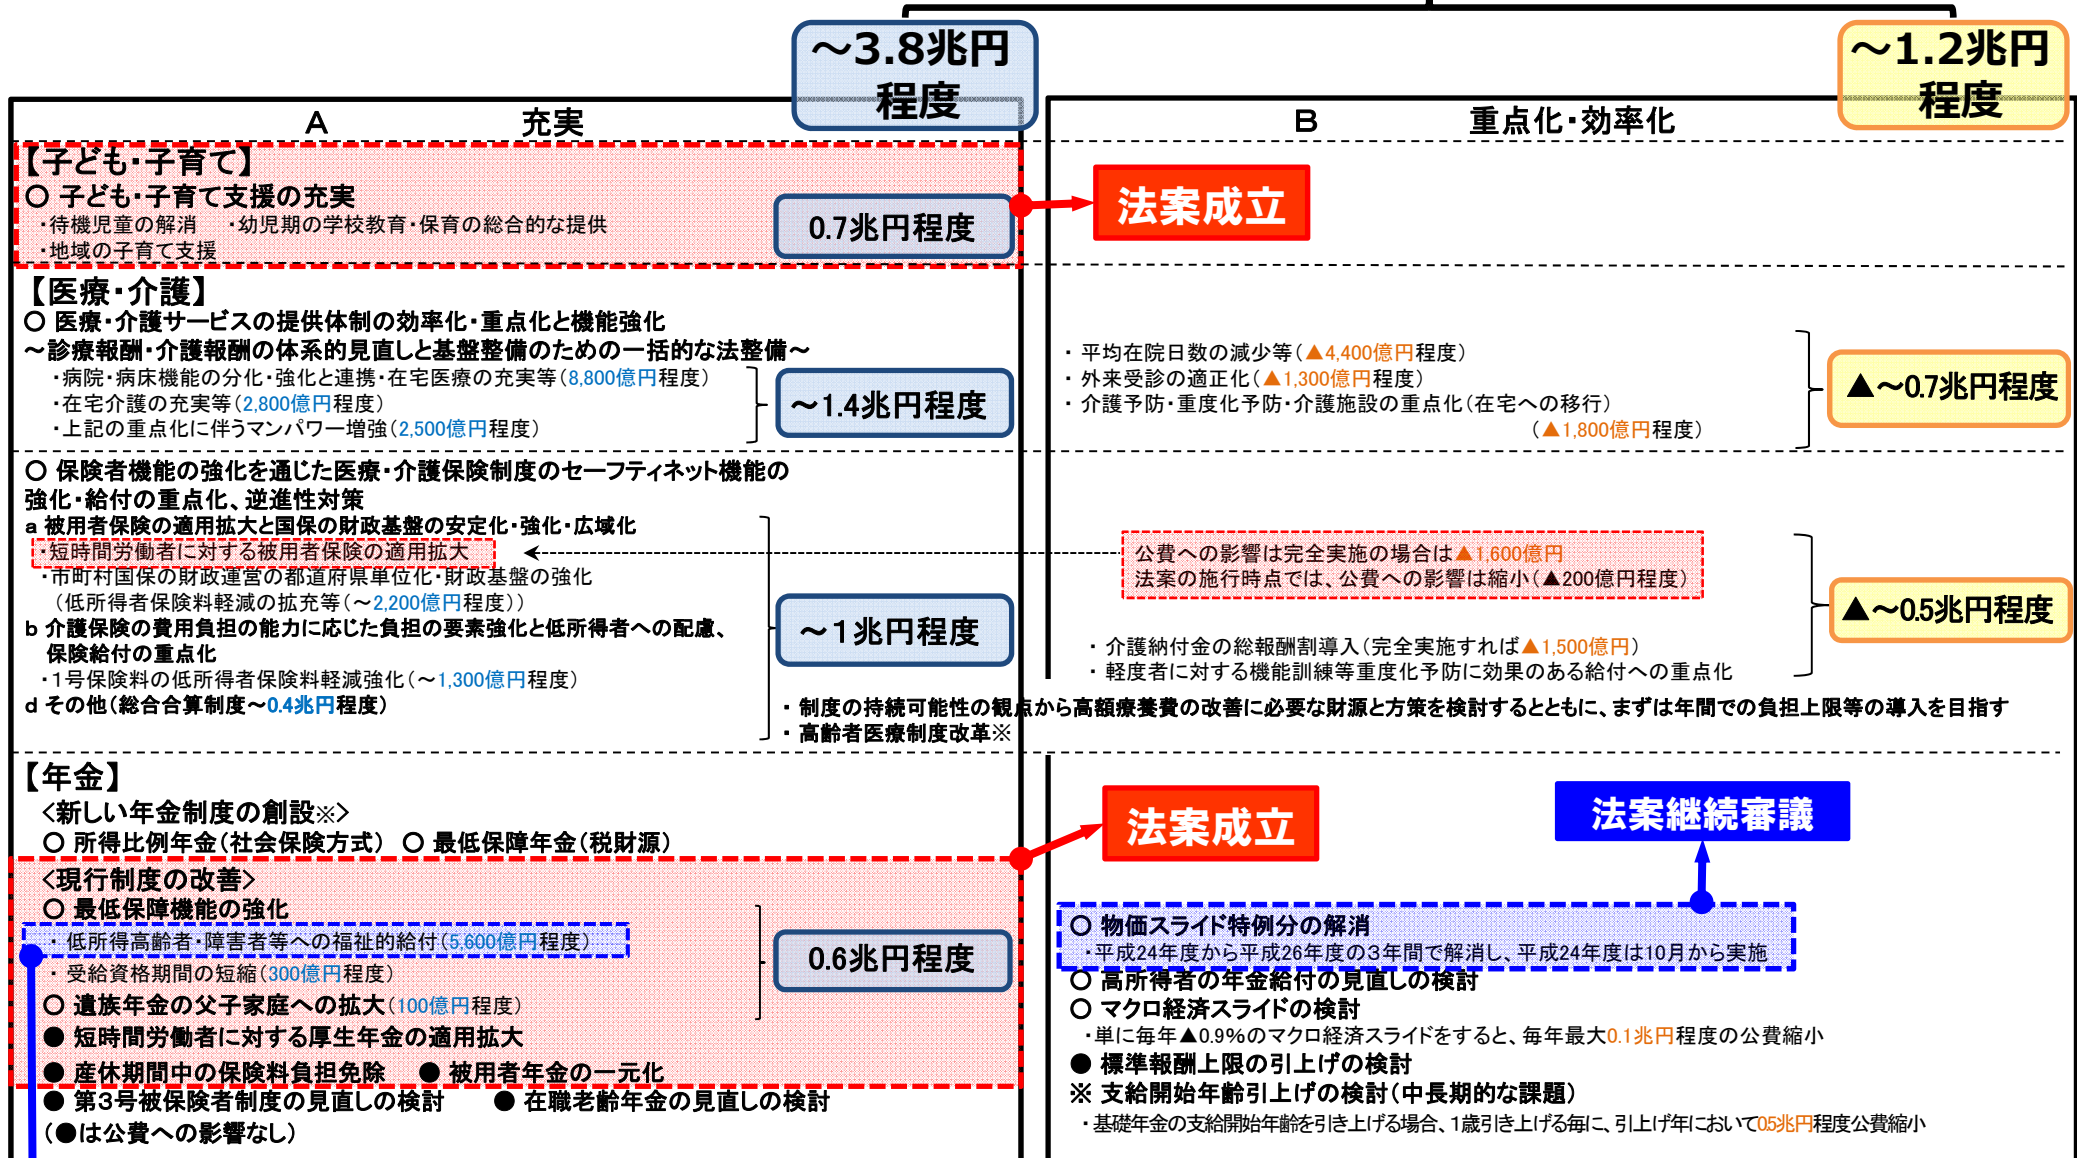 ～3.8兆円
程度
～1.2兆円
程度
A 充実
B 重点化・効率化
【子ども・子育て】
○ 子ども・子育て支援の充実
・待機児童の解消 ・幼児期の学校教育・保育の総合的な提供
・地域の子育て支援
0.7兆円程度
法案成立
【医療・介護】
○ 医療・介護サービスの提供体制の効率化・重点化と機能強化
～診療報酬・介護報酬の体系的見直しと基盤整備のための一括的な法整備～
・病院・病床機能の分化・強化と連携・在宅医療の充実等(8,800億円程度)
・在宅介護の充実等(2,800億円程度)
・上記の重点化に伴うマンパワー増強(2,500億円程度)
～1.4兆円程度
・ 平均在院日数の減少等(▲4,400億円程度)
・ 外来受診の適正化(▲1,300億円程度)
・ 介護予防・重度化予防・介護施設の重点化(在宅への移行)
(▲1,800億円程度)
▲～0.7兆円程度
○ 保険者機能の強化を通じた医療・介護保険制度のセーフティネット機能の
強化・給付の重点化、逆進性対策
a 被用者保険の適用拡大と国保の財政基盤の安定化・強化・広域化
・短時間労働者に対する被用者保険の適用拡大
・市町村国保の財政運営の都道府県単位化・財政基盤の強化
(低所得者保険料軽減の拡充等(～2,200億円程度))
b 介護保険の費用負担の能力に応じた負担の要素強化と低所得者への配慮、
保険給付の重点化
・1号保険料の低所得者保険料軽減強化(～1,300億円程度)
d その他(総合合算制度～0.4兆円程度)
～1兆円程度
公費への影響は完全実施の場合は▲1,600億円
法案の施行時点では、公費への影響は縮小(▲200億円程度)
・ 介護納付金の総報酬割導入(完全実施すれば▲1,500億円)
・ 軽度者に対する機能訓練等重度化予防に効果のある給付への重点化
▲～0.5兆円程度
・ 制度の持続可能性の観点から高額療養費の改善に必要な財源と方策を検討するとともに、まずは年間での負担上限等の導入を目指す
・ 高齢者医療制度改革※
【年金】
<新しい年金制度の創設※>
○ 所得比例年金(社会保険方式) ○ 最低保障年金(税財源)
<現行制度の改善>
○ 最低保障機能の強化
・ 低所得高齢者・障害者等への福祉的給付(5,600億円程度)
・ 受給資格期間の短縮(300億円程度)
○ 遺族年金の父子家庭への拡大(100億円程度)
● 短時間労働者に対する厚生年金の適用拡大
● 産休期間中の保険料負担免除 ● 被用者年金の一元化
● 第3号被保険者制度の見直しの検討 ● 在職老齢年金の見直しの検討
(●は公費への影響なし)
0.6兆円程度
法案成立
法案継続審議
○ 物価スライド特例分の解消
・平成24年度から平成26年度の3年間で解消し、平成24年度は10月から実施
○ 高所得者の年金給付の見直しの検討
○ マクロ経済スライドの検討
・単に毎年▲0.9%のマクロ経済スライドをすると、毎年最大0.1兆円程度の公費縮小
● 標準報酬上限の引上げの検討
※ 支給開始年齢引上げの検討(中長期的な課題)
・基礎年金の支給開始年齢を引き上げる場合、1歳引き上げる毎に、引上げ年において0.5兆円程度公費縮小